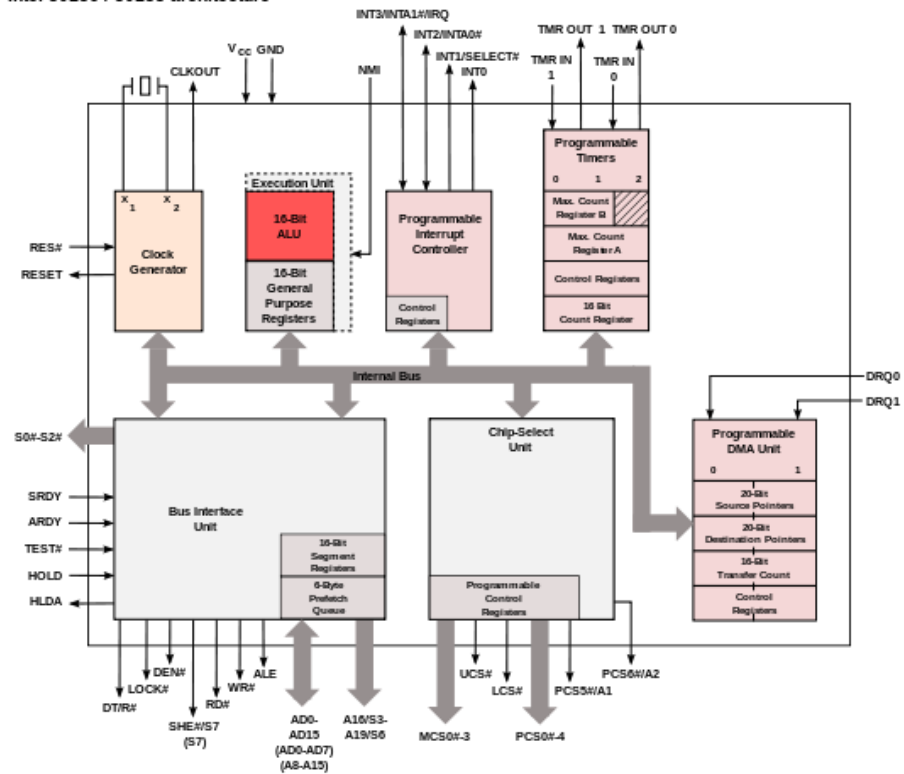 Intel 80186 / 80188 architecture
INT3/INTA1#/IRQ
INT2/INTA0#
INT1/SELECT#
INT0
TMR OUT 1 TMR OUT 0
TMR IN
1
TMR IN
0
VCC GND
CLKOUT
NMI
Programmable
Timers
0 1 2
Max. Count
Register B
Max. Count
Register A
Control Registers
16 Bit
Count Register
X1 X2
Clock
Generator
RES#
RESET
Execution Unit
16-Bit
ALU
16-Bit
General
Purpose
Registers
Programmable
Interrupt
Controller
Control
Registers
Internal Bus
DRQ0
DRQ1
S0#-S2#
SRDY
ARDY
TEST#
HOLD
HLDA
Bus Interface
Unit
16-Bit
Segment
Registers
6-Byte
Prefetch
Queue
Chip-Select
Unit
Programmable
Control
Registers
Programmable
DMA Unit
0 1
20-Bit
Source Pointers
20-Bit
Destination Pointers
16-Bit
Transfer Count
Control
Registers
DT/R#
LOCK#
DEN#
SHE#/S7
(S7)
RD#
WR#
ALE
AD0-
AD15
(AD0-AD7)
(A8-A15)
A16/S3-
A19/S6
MCS0#-3
UCS#
LCS#
PCS0#-4
PCS5#/A1
PCS6#/A2